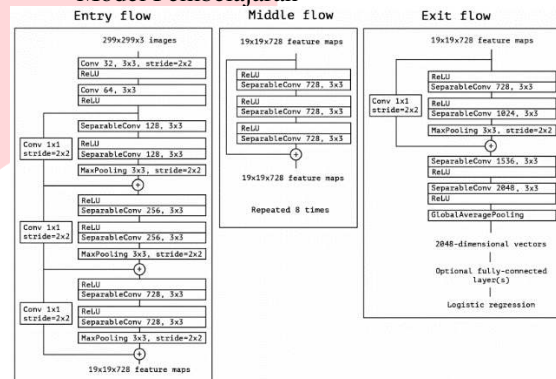 Model Pembelajaran
Entry flow
299x299x3 images
Conv 32, 3x3, stride=2x2
ReLU
Conv 64, 3x3
ReLU
SeparableConv 128, 3x3
Conv 1x1
stride=2x2
ReLU
SeparableConv 128, 3x3
MaxPooling 3x3, stride=2x2
+
ReLU
SeparableConv 256, 3x3
Conv 1x1
stride=2x2
ReLU
SeparableConv 256, 3x3
MaxPooling 3x3, stride=2x2
+
ReLU
SeparableConv 728, 3x3
Conv 1x1
stride=2x2
ReLU
SeparableConv 728, 3x3
MaxPooling 3x3, stride=2x2
+
19x19x728 feature maps
Middle flow
19x19x728 feature maps
ReLU
SeparableConv 728, 3x3
ReLU
SeparableConv 728, 3x3
ReLU
SeparableConv 728, 3x3
+
19x19x728 feature maps
Repeated 8 times
Exit flow
19x19x728 feature maps
ReLU
SeparableConv 728, 3x3
Conv 1x1
stride=2x2
ReLU
SeparableConv 1024, 3x3
MaxPooling 3x3, stride=2x2
+
SeparableConv 1536, 3x3
ReLU
SeparableConv 2048, 3x3
ReLU
GlobalAveragePooling
2048-dimensional vectors
Optional fully-connected
layer(s)
Logistic regression